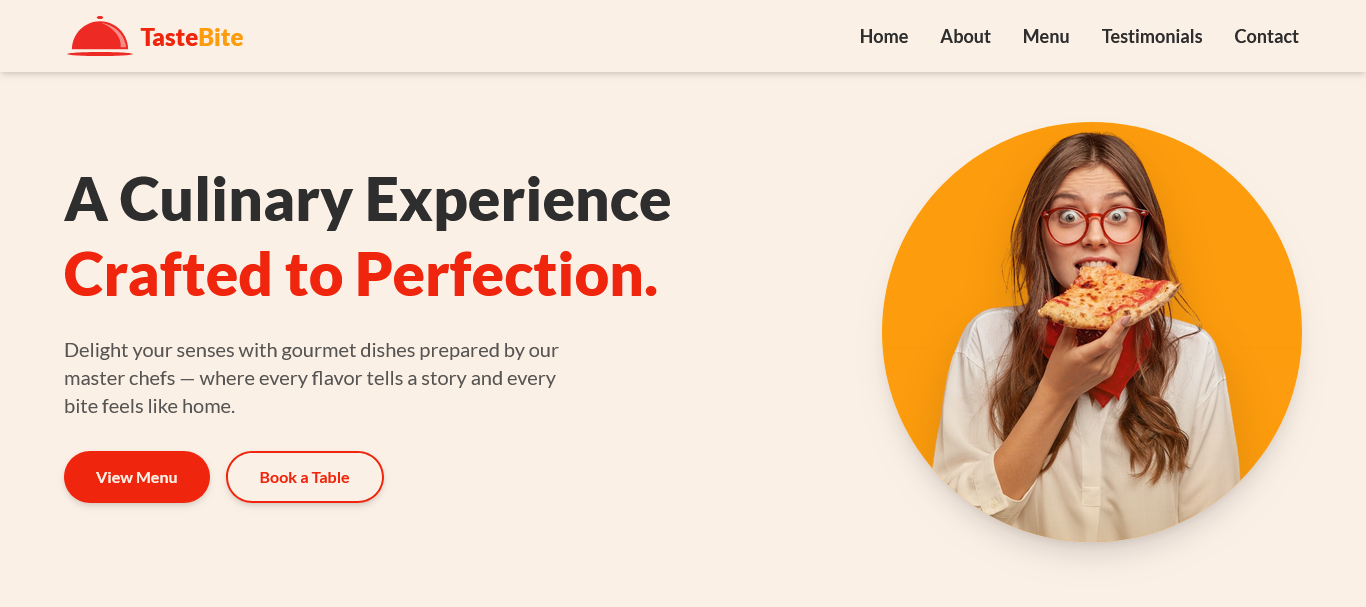 TasteBite
Home About Menu Testimonials Contact
A Culinary Experience
Crafted to Perfection.
Delight your senses with gourmet dishes prepared by our
master chefs — where every flavor tells a story and every
bite feels like home.
View Menu Book a Table